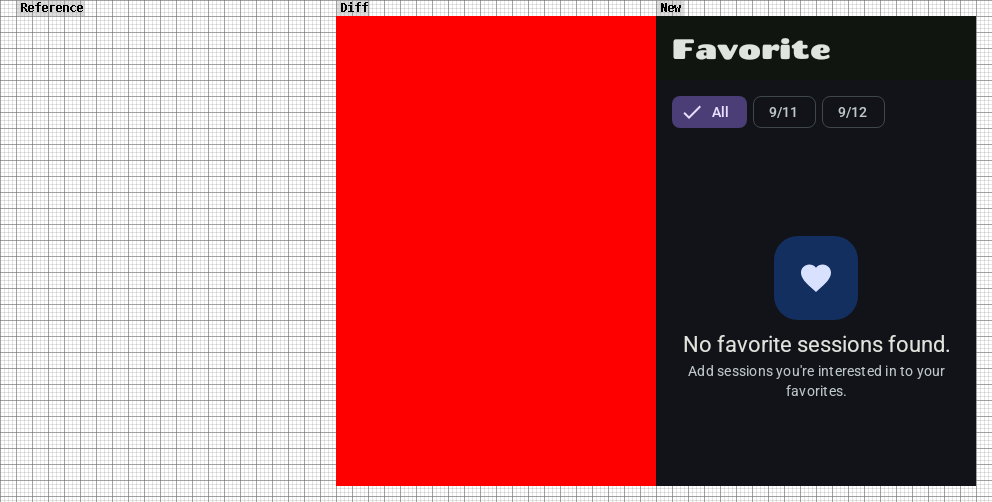 Reference
Diff
New
Favorite
All
9/11
9/12
No favorite sessions found.
Add sessions you're interested in to your
favorites.